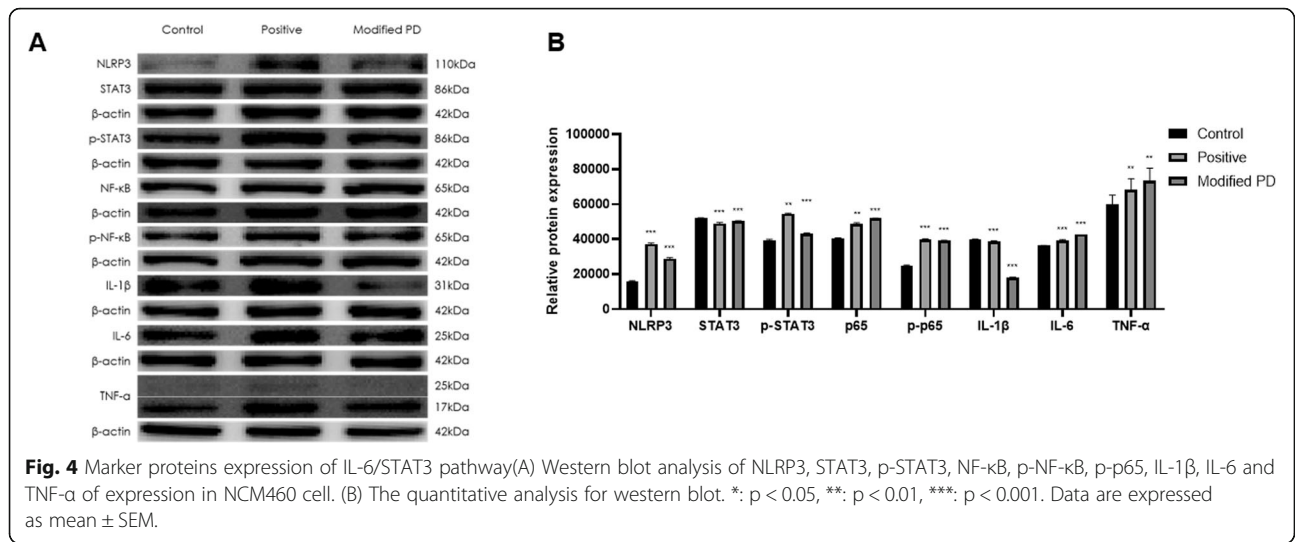 A
Control Positive Modified PD
NLRP3 110kDa
STAT3 86kDa
β-actin 42kDa
p-STAT3 86kDa
β-actin 42kDa
NF-κB 65kDa
β-actin 42kDa
p-NF-κB 65kDa
β-actin 42kDa
IL-1β 31kDa
β-actin 42kDa
IL-6 25kDa
β-actin 42kDa
TNF-α 25kDa
17kDa
β-actin 42kDa
B
Relative protein expression
100000
80000
60000
40000
20000
0
*** *** *** *** ** *** ** *** *** *** *** *** *** *** ** **
NLRP3 STAT3 p-STAT3 p65 p-p65 IL-1β IL-6 TNF-α
Control
Positive
Modified PD
Fig. 4 Marker proteins expression of IL-6/STAT3 pathway(A) Western blot analysis of NLRP3, STAT3, p-STAT3, NF-κB, p-NF-κB, p-p65, IL-1β, IL-6 and
TNF-α of expression in NCM460 cell. (B) The quantitative analysis for western blot. *: p < 0.05, **: p < 0.01, ***: p < 0.001. Data are expressed
as mean ± SEM.